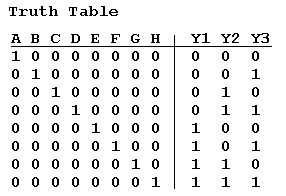 Truth Table
A B C D E F G H Y1 Y2 Y3
1 0 0 0 0 0 0 0 0 0 0
0 1 0 0 0 0 0 0 0 0 1
0 0 1 0 0 0 0 0 0 1 0
0 0 0 1 0 0 0 0 0 1 1
0 0 0 0 1 0 0 0 1 0 0
0 0 0 0 0 1 0 0 1 0 1
0 0 0 0 0 0 1 0 1 1 0
0 0 0 0 0 0 0 1 1 1 1